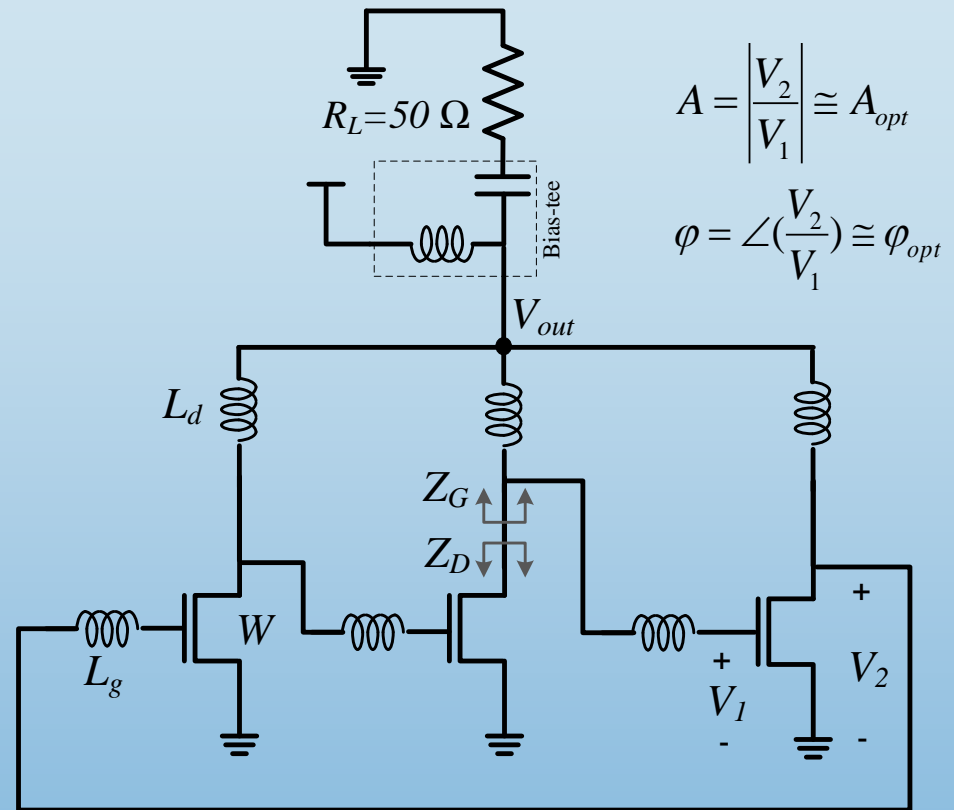 R_L=50 Ω
A = |V_2/V_1| ≅ A_opt
Bias-tee
φ = ∠(V_2/V_1) ≅ φ_opt
V_out
L_d
Z_G
Z_D
W
L_g
+
V_1
-
+
V_2
-